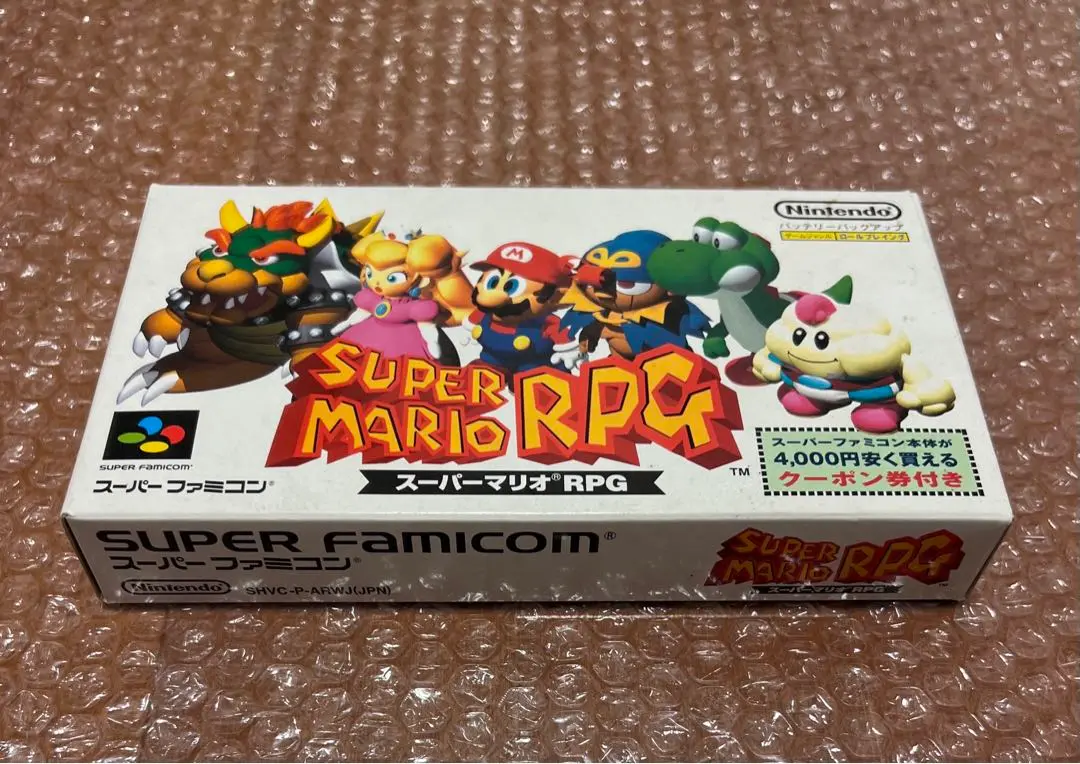 Nintendo®
バッテリーバックアップ
ゲームジャンル ロールプレイング
M
SUPER
MARIO RPG
TM
スーパーマリオ® RPG
SUPER FAMICOM™
スーパーファミコン®
スーパーファミコン本体が
4,000円安く買える
クーポン券付き
SUPER FAMICOM®
スーパーファミコン®
Nintendo®
SHVC-P-ARWJ(JPN)
SUPER
MARIO RPG
TM
スーパーマリオ® RPG